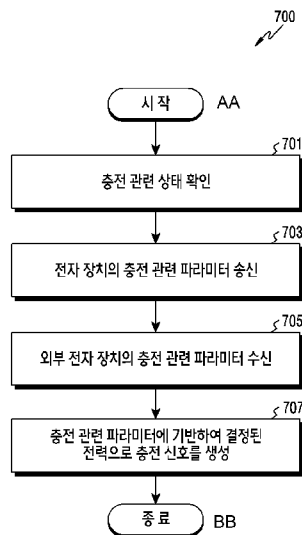 700
시작 AA
701
충전 관련 상태 확인
703
전자 장치의 충전 관련 파라미터 송신
705
외부 전자 장치의 충전 관련 파라미터 수신
707
충전 관련 파라미터에 기반하여 결정된
전력으로 충전 신호를 생성
종료 BB